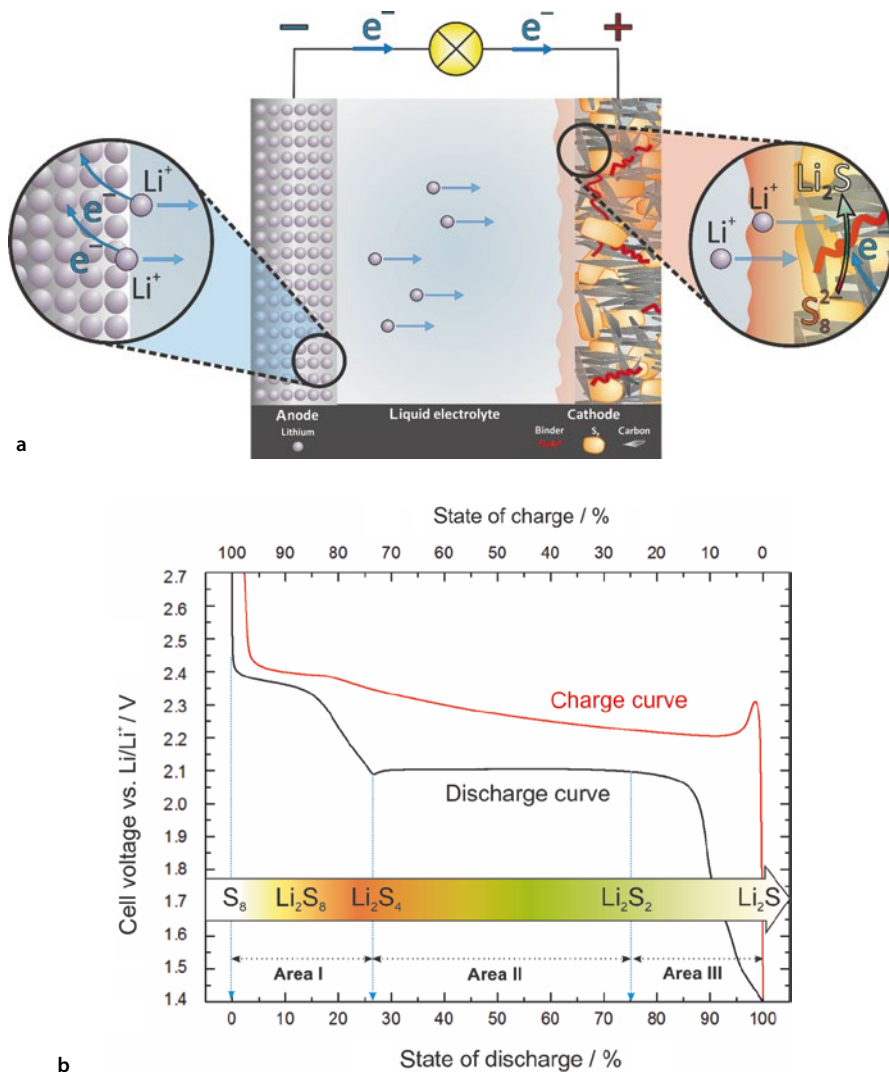 − e⁻ e⁻ +
Li⁺
e⁻
e⁻
Li⁺
Li₂S
Li⁺
Li⁺
e⁻
S₈²⁻
Anode Liquid electrolyte Cathode
Lithium Binder S₈ Carbon
a
State of charge / %
100 90 80 70 60 50 40 30 20 10 0
Cell voltage vs. Li/Li⁺ / V
2.7
2.6
2.5
2.4
2.3
2.2
2.1
2.0
1.9
1.8
1.7
1.6
1.5
1.4
Charge curve
Discharge curve
S₈ Li₂S₈ Li₂S₄ Li₂S₂ Li₂S
Area I Area II Area III
0 10 20 30 40 50 60 70 80 90 100
State of discharge / %
b